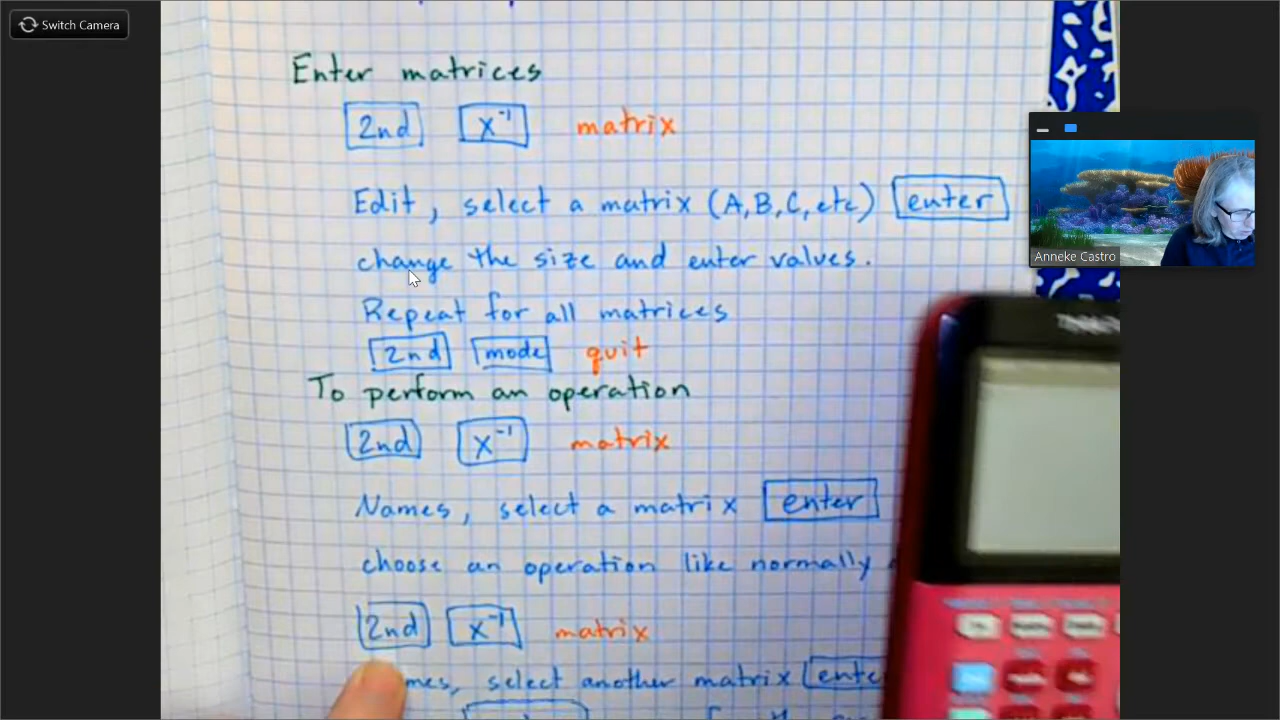 Switch Camera
Enter matrices
2nd x⁻¹ matrix
Edit, select a matrix (A,B,C,etc) enter
change the size and enter values.
Repeat for all matrices
2nd mode quit
To perform an operation
2nd x⁻¹ matrix
Names, select a matrix enter
choose an operation like normally
2nd x⁻¹ matrix
mes, select another matrix ente
Anneke Castro